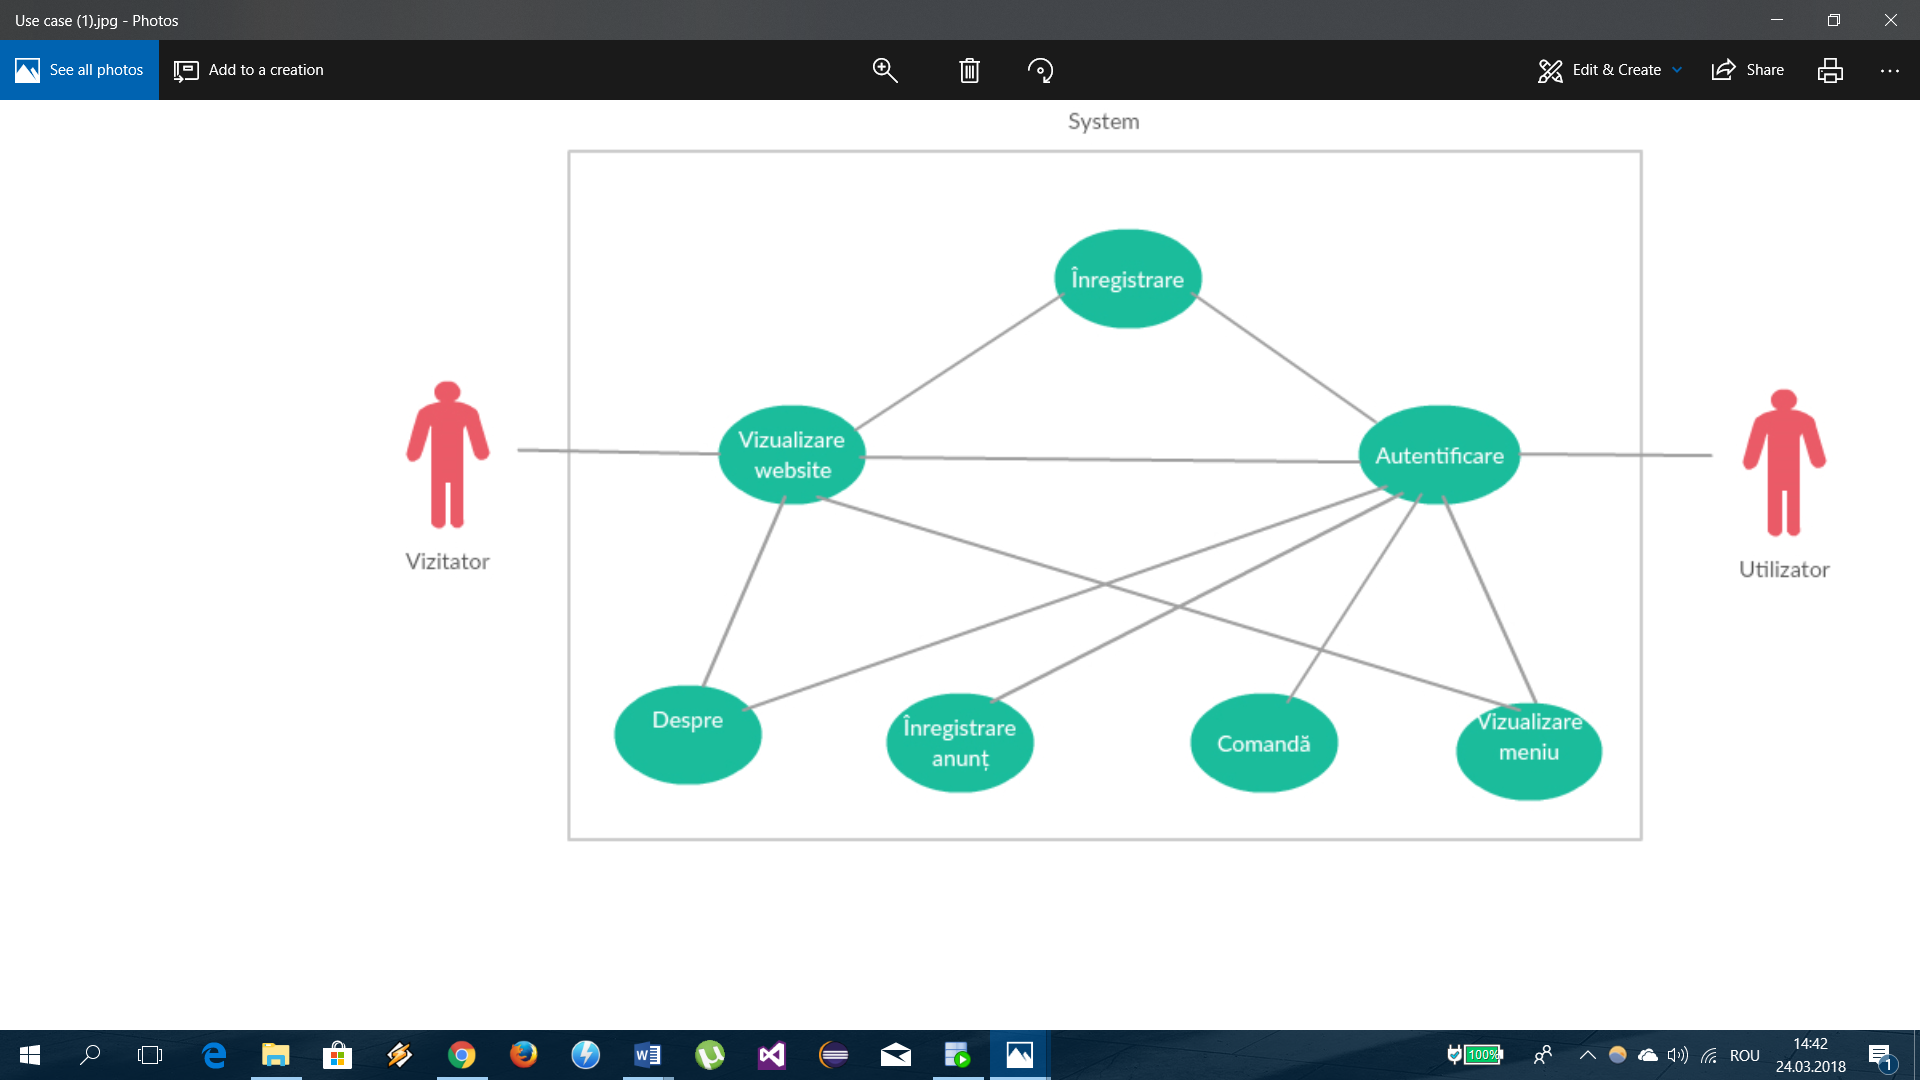 Use case (1).jpg - Photos
See all photos
Add to a creation
Edit & Create
Share
System
Înregistrare
Vizualizare
website
Autentificare
Vizitator
Utilizator
Despre
Înregistrare
anunț
Comandă
Vizualizare
meniu
100%
ROU
14:42
24.03.2018
1